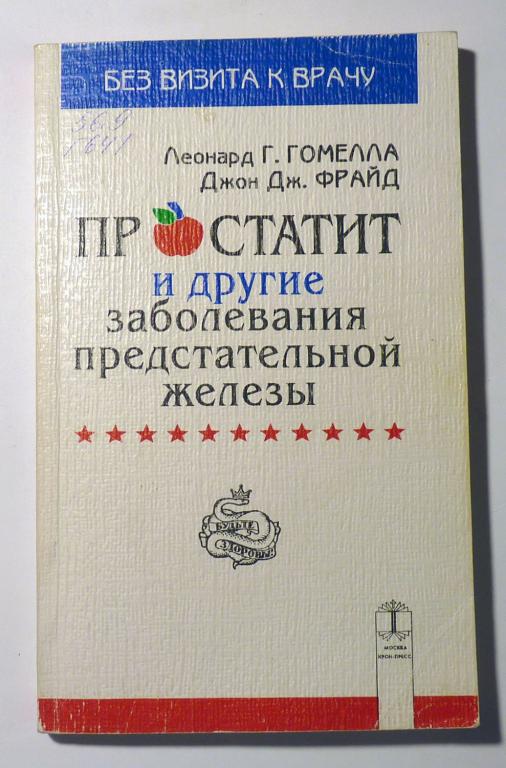 БЕЗ ВИЗИТА К ВРАЧУ
Леонард Г. ГОМЕЛЛА
Джон Дж. ФРАЙД
ПРОСТАТИТ
и другие
заболевания
предстательной
железы
БУДЬТЕ
ЗДОРОВЫ!
МОСКВА
КРОН-ПРЕСС